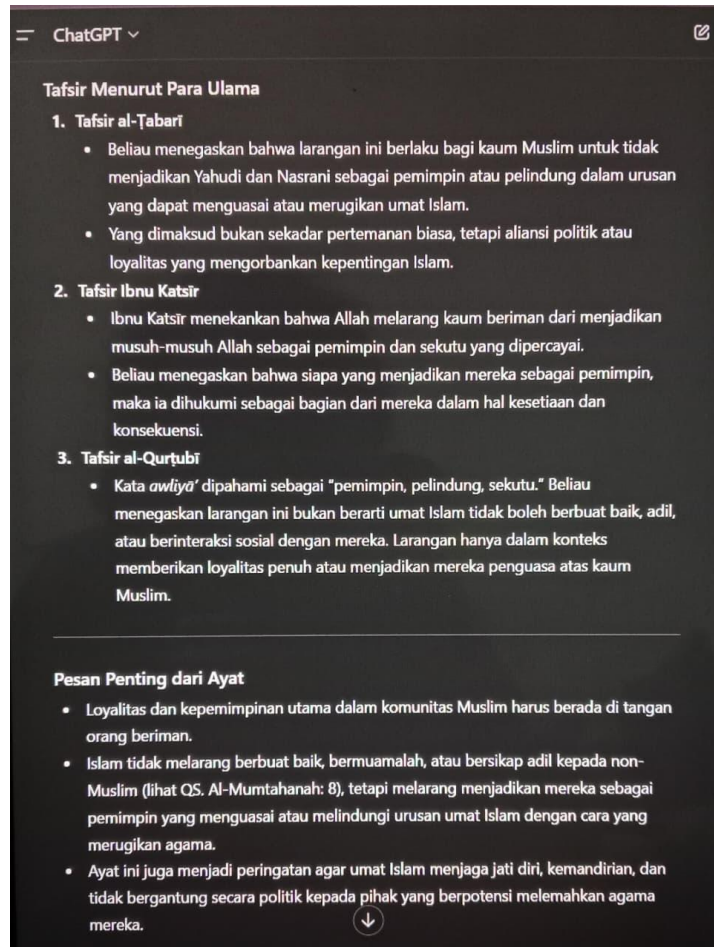 ChatGPT
Tafsir Menurut Para Ulama
1. Tafsir al-Ṭabarī
• Beliau menegaskan bahwa larangan ini berlaku bagi kaum Muslim untuk tidak
menjadikan Yahudi dan Nasrani sebagai pemimpin atau pelindung dalam urusan
yang dapat menguasai atau merugikan umat Islam.
• Yang dimaksud bukan sekadar pertemanan biasa, tetapi aliansi politik atau
loyalitas yang mengorbankan kepentingan Islam.
2. Tafsir Ibnu Katsīr
• Ibnu Katsīr menekankan bahwa Allah melarang kaum beriman dari menjadikan
musuh-musuh Allah sebagai pemimpin dan sekutu yang dipercayai.
• Beliau menegaskan bahwa siapa yang menjadikan mereka sebagai pemimpin,
maka ia dihukumi sebagai bagian dari mereka dalam hal kesetiaan dan
konsekuensi.
3. Tafsir al-Qurṭubī
• Kata awliyā’ dipahami sebagai "pemimpin, pelindung, sekutu." Beliau
menegaskan larangan ini bukan berarti umat Islam tidak boleh berbuat baik, adil,
atau berinteraksi sosial dengan mereka. Larangan hanya dalam konteks
memberikan loyalitas penuh atau menjadikan mereka penguasa atas kaum
Muslim.
Pesan Penting dari Ayat
• Loyalitas dan kepemimpinan utama dalam komunitas Muslim harus berada di tangan
orang beriman.
• Islam tidak melarang berbuat baik, bermuamalah, atau bersikap adil kepada non-
Muslim (lihat QS. Al-Mumtahanah: 8), tetapi melarang menjadikan mereka sebagai
pemimpin yang menguasai atau melindungi urusan umat Islam dengan cara yang
merugikan agama.
• Ayat ini juga menjadi peringatan agar umat Islam menjaga jati diri, kemandirian, dan
tidak bergantung secara politik kepada pihak yang berpotensi melemahkan agama
mereka.